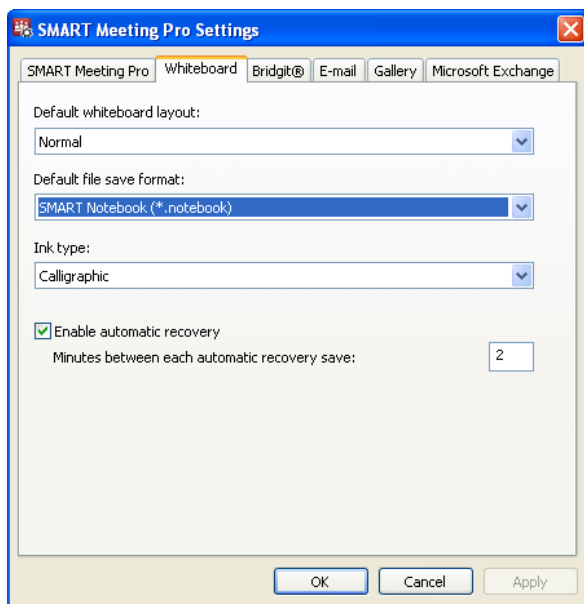 SMART Meeting Pro Settings
SMART Meeting Pro Whiteboard Bridgit® E-mail Gallery Microsoft Exchange
Default whiteboard layout:
Normal
Default file save format:
SMART Notebook (*.notebook)
Ink type:
Calligraphic
Enable automatic recovery
Minutes between each automatic recovery save: 2
OK Cancel Apply